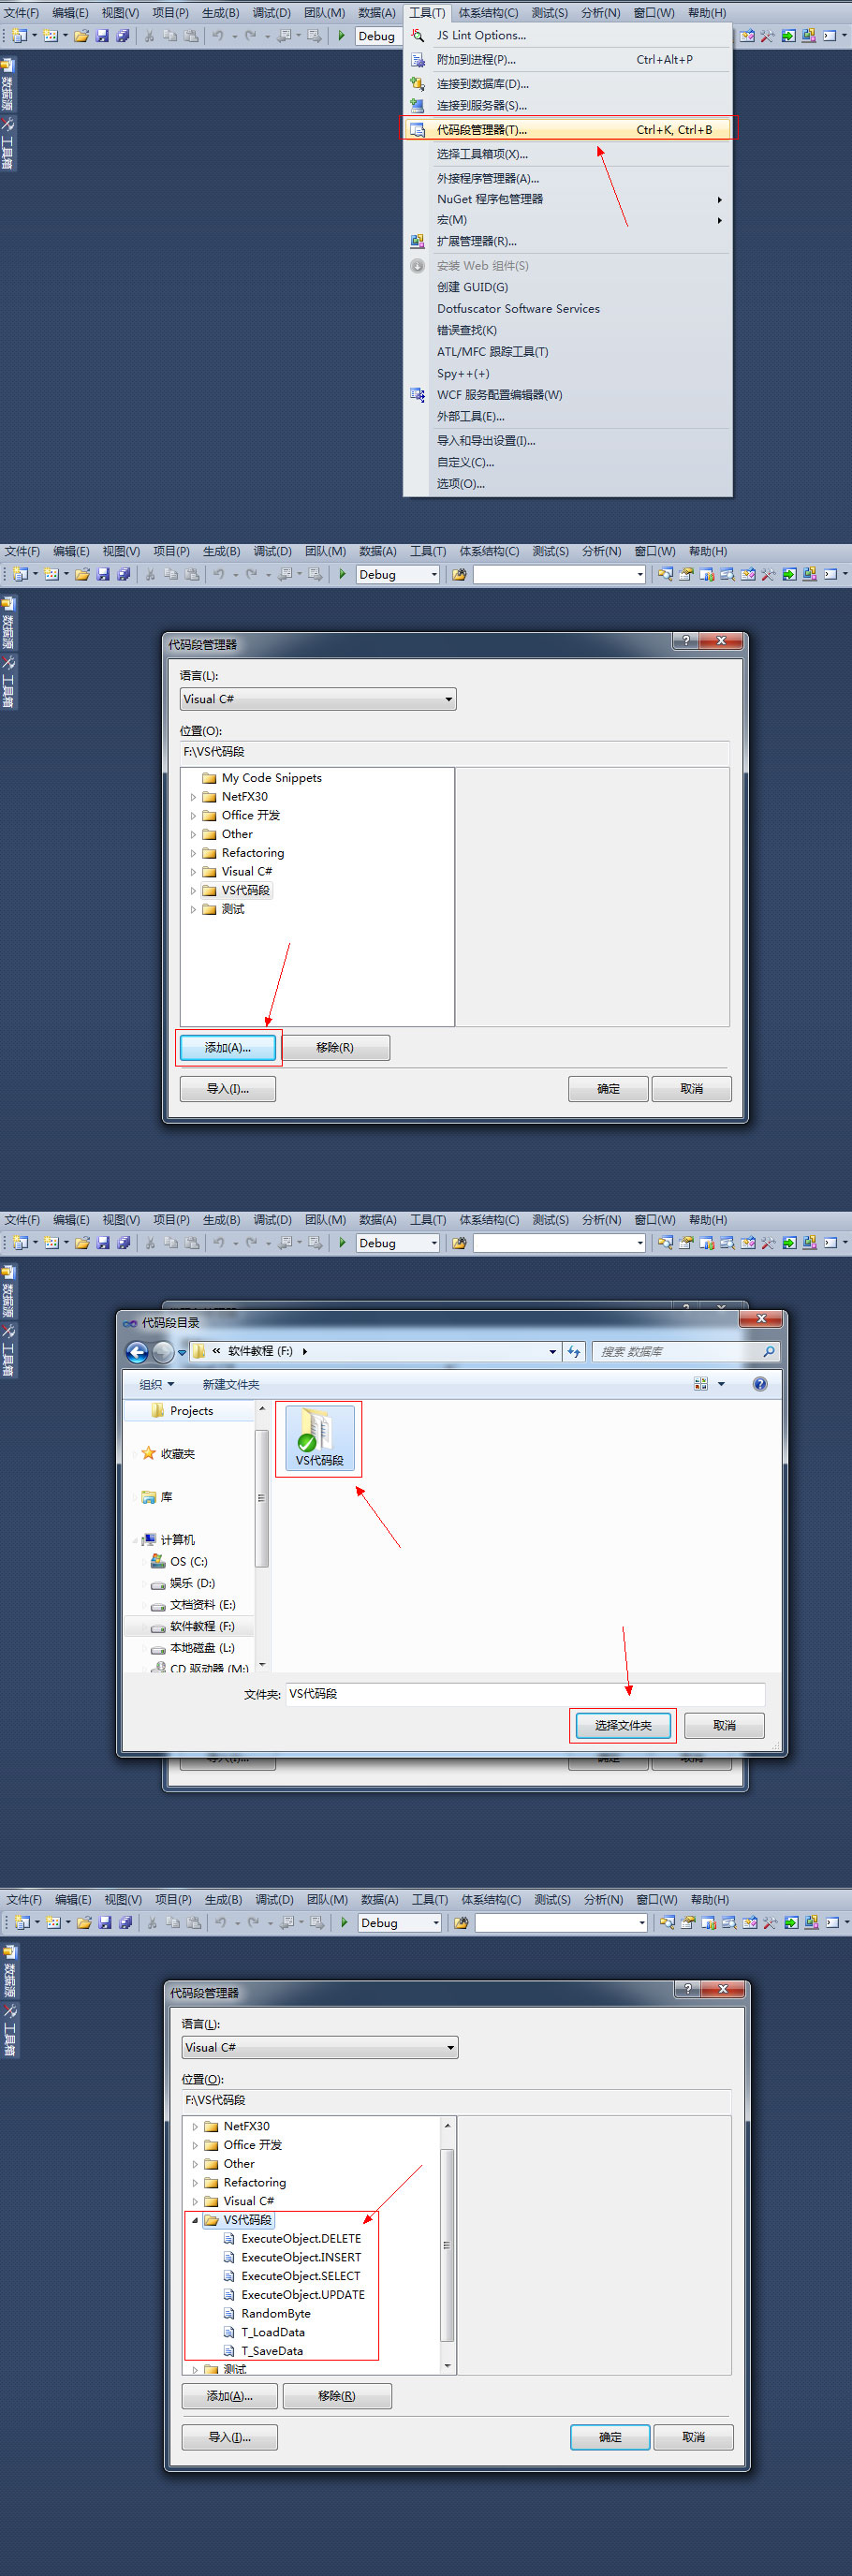 文件(F) 编辑(E) 视图(V) 项目(P) 生成(B) 调试(D) 团队(M) 数据(A) 工具(T) 体系结构(C) 测试(S) 分析(N) 窗口(W) 帮助(H)
Debug
数据源
工具箱
JS Lint Options...
附加到进程(P)... Ctrl+Alt+P
连接到数据库(D)...
连接到服务器(S)...
代码段管理器(T)... Ctrl+K, Ctrl+B
选择工具箱项(X)...
外接程序管理器(A)...
NuGet 程序包管理器
宏(M)
扩展管理器(R)...
安装 Web 组件(S)
创建 GUID(G)
Dotfuscator Software Services
错误查找(K)
ATL/MFC 跟踪工具(T)
Spy++(+)
WCF 服务配置编辑器(W)
外部工具(E)...
导入和导出设置(I)...
自定义(C)...
选项(O)...
文件(F) 编辑(E) 视图(V) 项目(P) 生成(B) 调试(D) 团队(M) 数据(A) 工具(T) 体系结构(C) 测试(S) 分析(N) 窗口(W) 帮助(H)
Debug
数据源
工具箱
代码段管理器
语言(L):
Visual C#
位置(O):
F:\VS代码段
My Code Snippets
NetFX30
Office 开发
Other
Refactoring
Visual C#
VS代码段
测试
添加(A)... 移除(R)
导入(I)... 确定 取消
文件(F) 编辑(E) 视图(V) 项目(P) 生成(B) 调试(D) 团队(M) 数据(A) 工具(T) 体系结构(C) 测试(S) 分析(N) 窗口(W) 帮助(H)
Debug
数据源
工具箱
代码段目录
« 软件教程 (F:) 搜索 数据库
组织 新建文件夹
Projects
收藏夹
库
计算机
OS (C:)
娱乐 (D:)
文档资料 (E:)
软件教程 (F:)
本地磁盘 (L:)
CD 驱动器 (M:)
VS代码段
文件夹: VS代码段
选择文件夹 取消
导入(I)... 确定 取消
文件(F) 编辑(E) 视图(V) 项目(P) 生成(B) 调试(D) 团队(M) 数据(A) 工具(T) 体系结构(C) 测试(S) 分析(N) 窗口(W) 帮助(H)
Debug
数据源
工具箱
代码段管理器
语言(L):
Visual C#
位置(O):
F:\VS代码段
NetFX30
Office 开发
Other
Refactoring
Visual C#
VS代码段
ExecuteObject.DELETE
ExecuteObject.INSERT
ExecuteObject.SELECT
ExecuteObject.UPDATE
RandomByte
T_LoadData
T_SaveData
测试
添加(A)... 移除(R)
导入(I)... 确定 取消